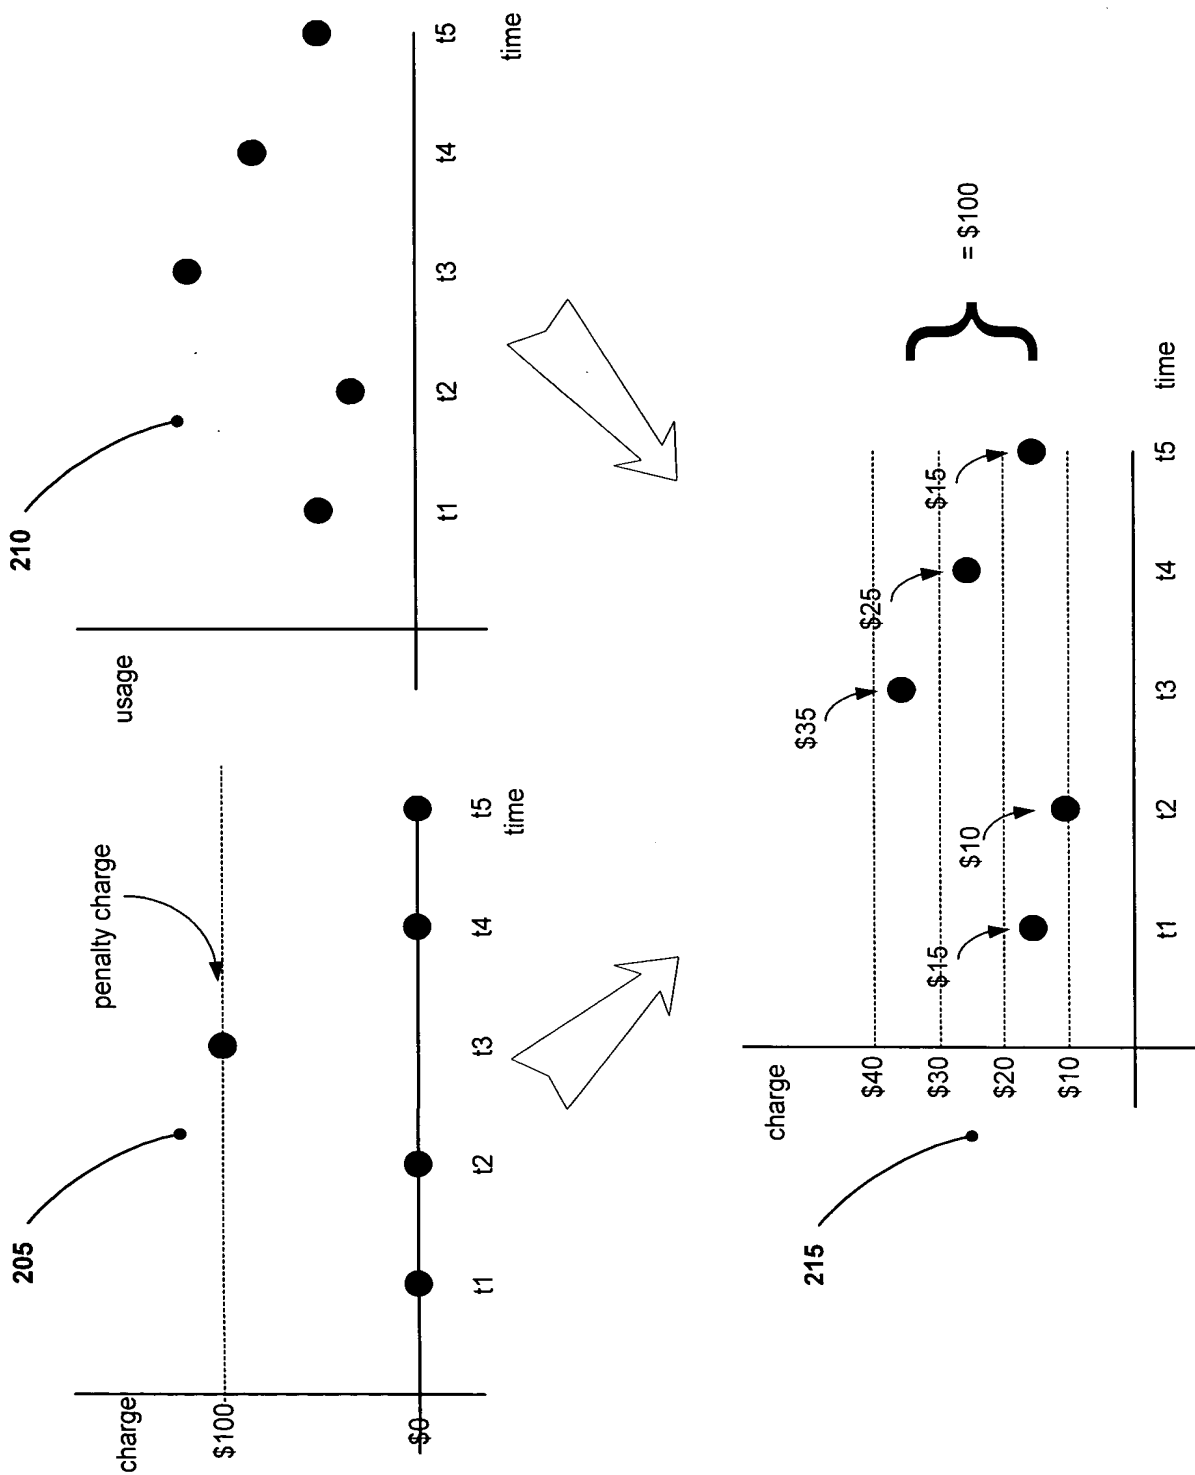 205
charge
$100
$0
penalty charge
t1
t2
t3
t4
t5
time
210
usage
t1
t2
t3
t4
t5
time
215
charge
$40
$30
$20
$10
$15
$10
$35
$25
$15
t1
t2
t3
t4
t5
time
= $100